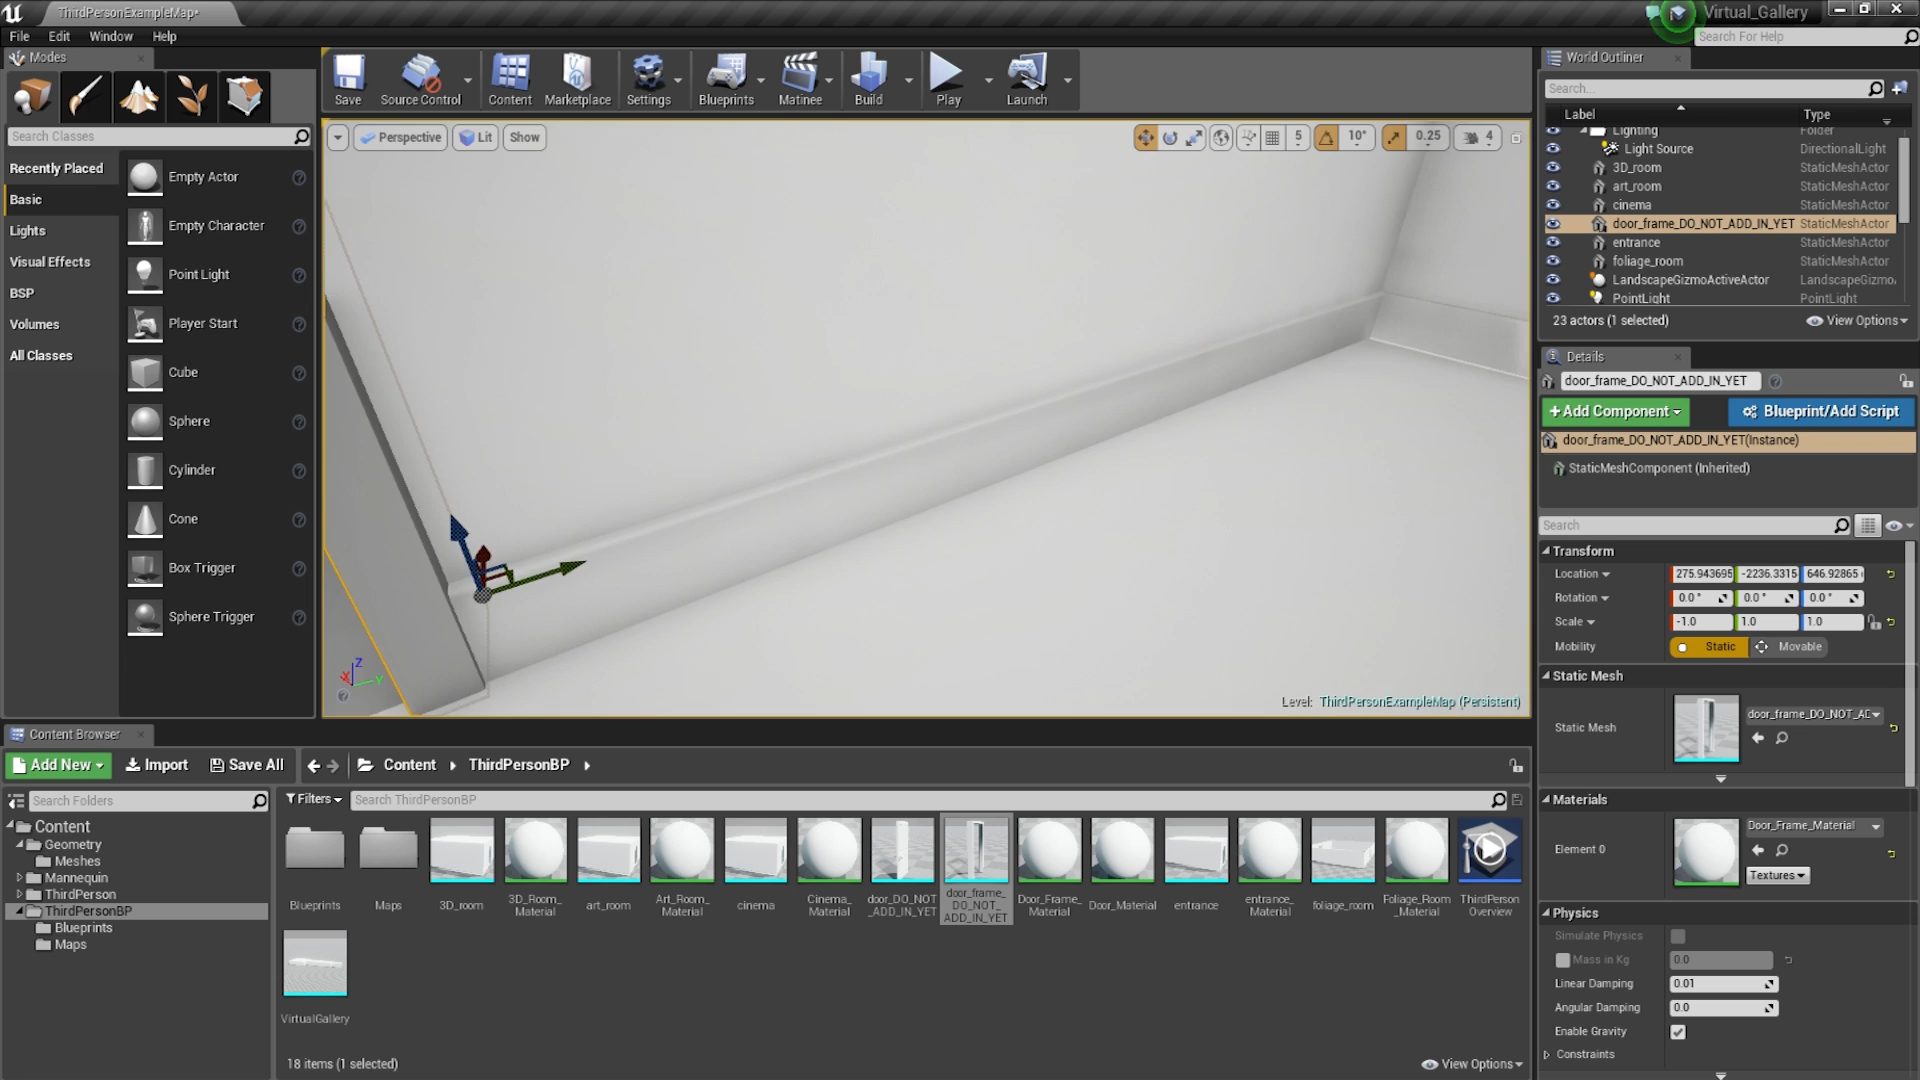 ThirdPersonExampleMap*
Virtual_Gallery
File Edit Window Help
Search For Help
Modes
Search Classes
Recently Placed
Basic
Lights
Visual Effects
BSP
Volumes
All Classes
Empty Actor
Empty Character
Point Light
Player Start
Cube
Sphere
Cylinder
Cone
Box Trigger
Sphere Trigger
Save Source Control Content Marketplace Settings Blueprints Matinee Build Play Launch
Perspective Lit Show
5 10° 0.25 4
X Z Y
Level: ThirdPersonExampleMap (Persistent)
World Outliner
Search...
Label Type
Lighting Folder
Light Source DirectionalLight
3D_room StaticMeshActor
art_room StaticMeshActor
cinema StaticMeshActor
door_frame_DO_NOT_ADD_IN_YET StaticMeshActor
entrance StaticMeshActor
foliage_room StaticMeshActor
LandscapeGizmoActiveActor LandscapeGizmo
PointLight PointLight
23 actors (1 selected) View Options
Details
door_frame_DO_NOT_ADD_IN_YET
+Add Component Blueprint/Add Script
door_frame_DO_NOT_ADD_IN_YET(Instance)
StaticMeshComponent (Inherited)
Search
Transform
Location 275.943695 -2236.3315 646.92865
Rotation 0.0° 0.0° 0.0°
Scale -1.0 1.0 1.0
Mobility Static Movable
Static Mesh
Static Mesh door_frame_DO_NOT_AD
Materials
Element 0 Door_Frame_Material
Textures
Physics
Simulate Physics
Mass in Kg 0.0
Linear Damping 0.01
Angular Damping 0.0
Enable Gravity
Constraints
Content Browser
Add New Import Save All Content ThirdPersonBP
Search Folders
Content
Geometry
Meshes
Mannequin
ThirdPerson
ThirdPersonBP
Blueprints
Maps
Filters Search ThirdPersonBP
Blueprints
Maps
3D_room
3D_Room_
Material
art_room
Art_Room_
Material
cinema
Cinema_
Material
door_DO_NOT
_ADD_IN_YET
door_frame_
DO_NOT_
ADD_IN_YET
Door_Frame_
Material
Door_Material
entrance
entrance_
Material
foliage_room
Foliage_Room
_Material
ThirdPerson
Overview
VirtualGallery
18 items (1 selected) View Options